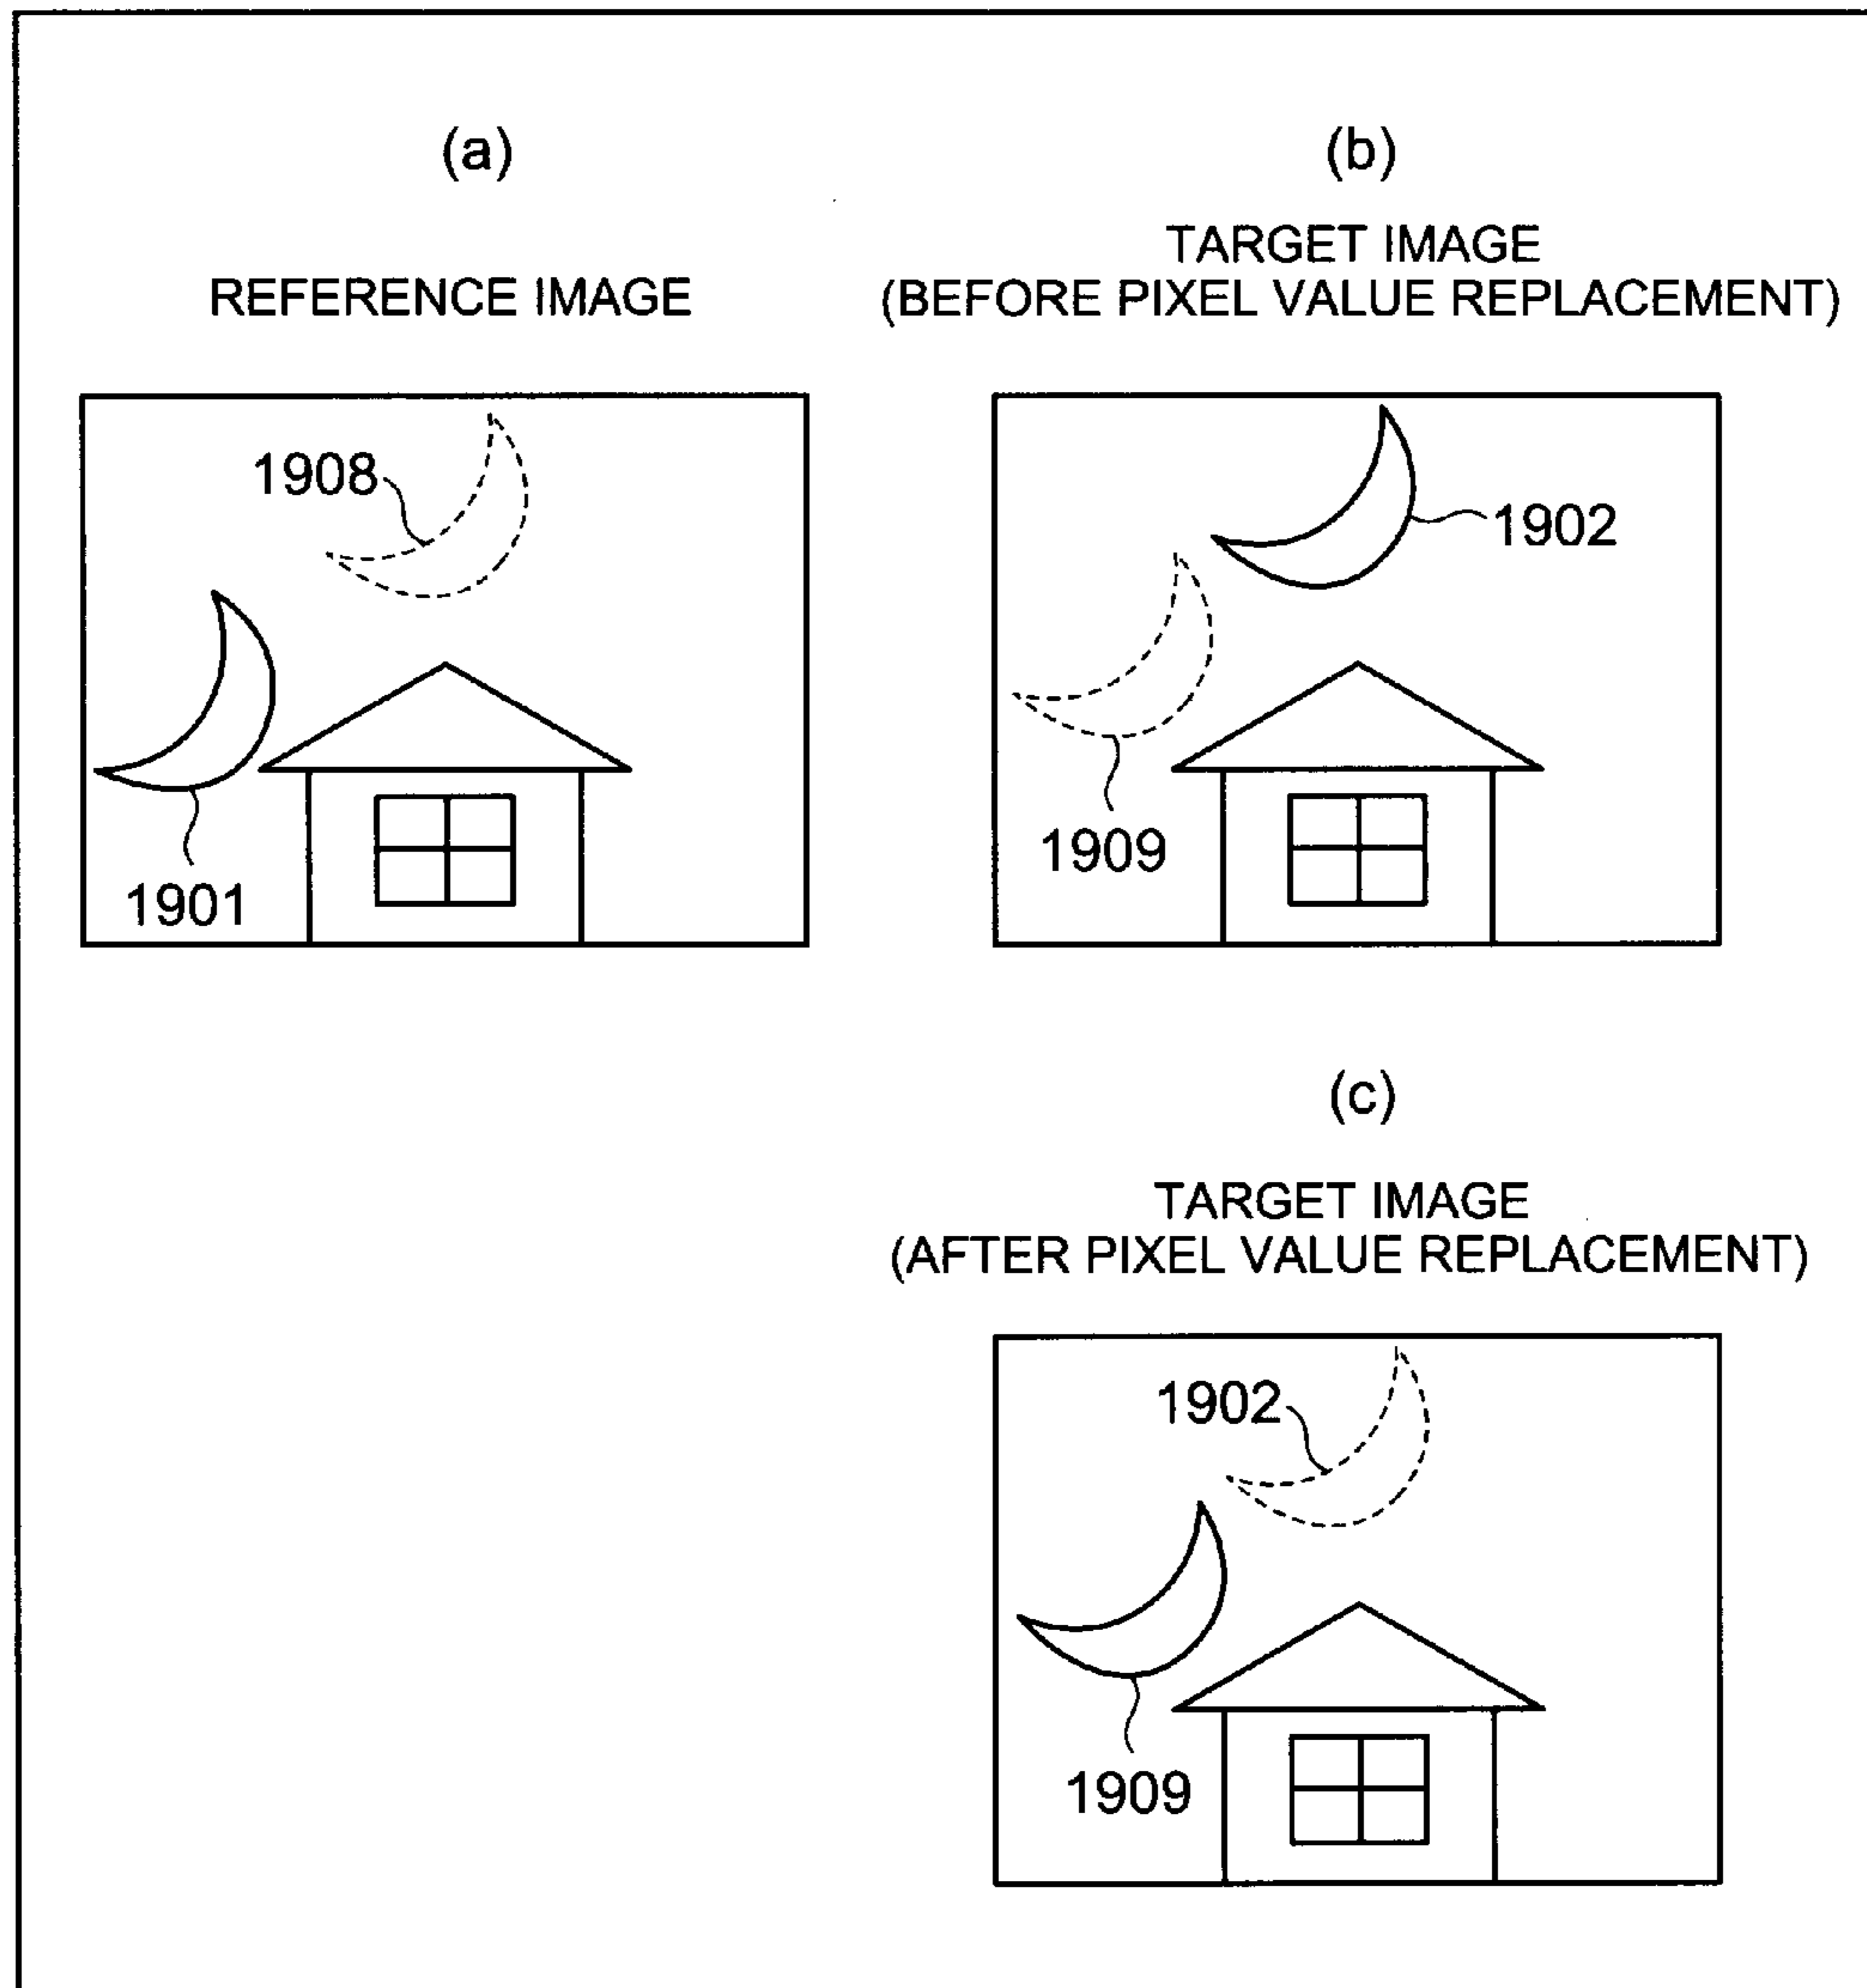 (a)
REFERENCE IMAGE
1908
1901
(b)
TARGET IMAGE
(BEFORE PIXEL VALUE REPLACEMENT)
1902
1909
(c)
TARGET IMAGE
(AFTER PIXEL VALUE REPLACEMENT)
1902
1909